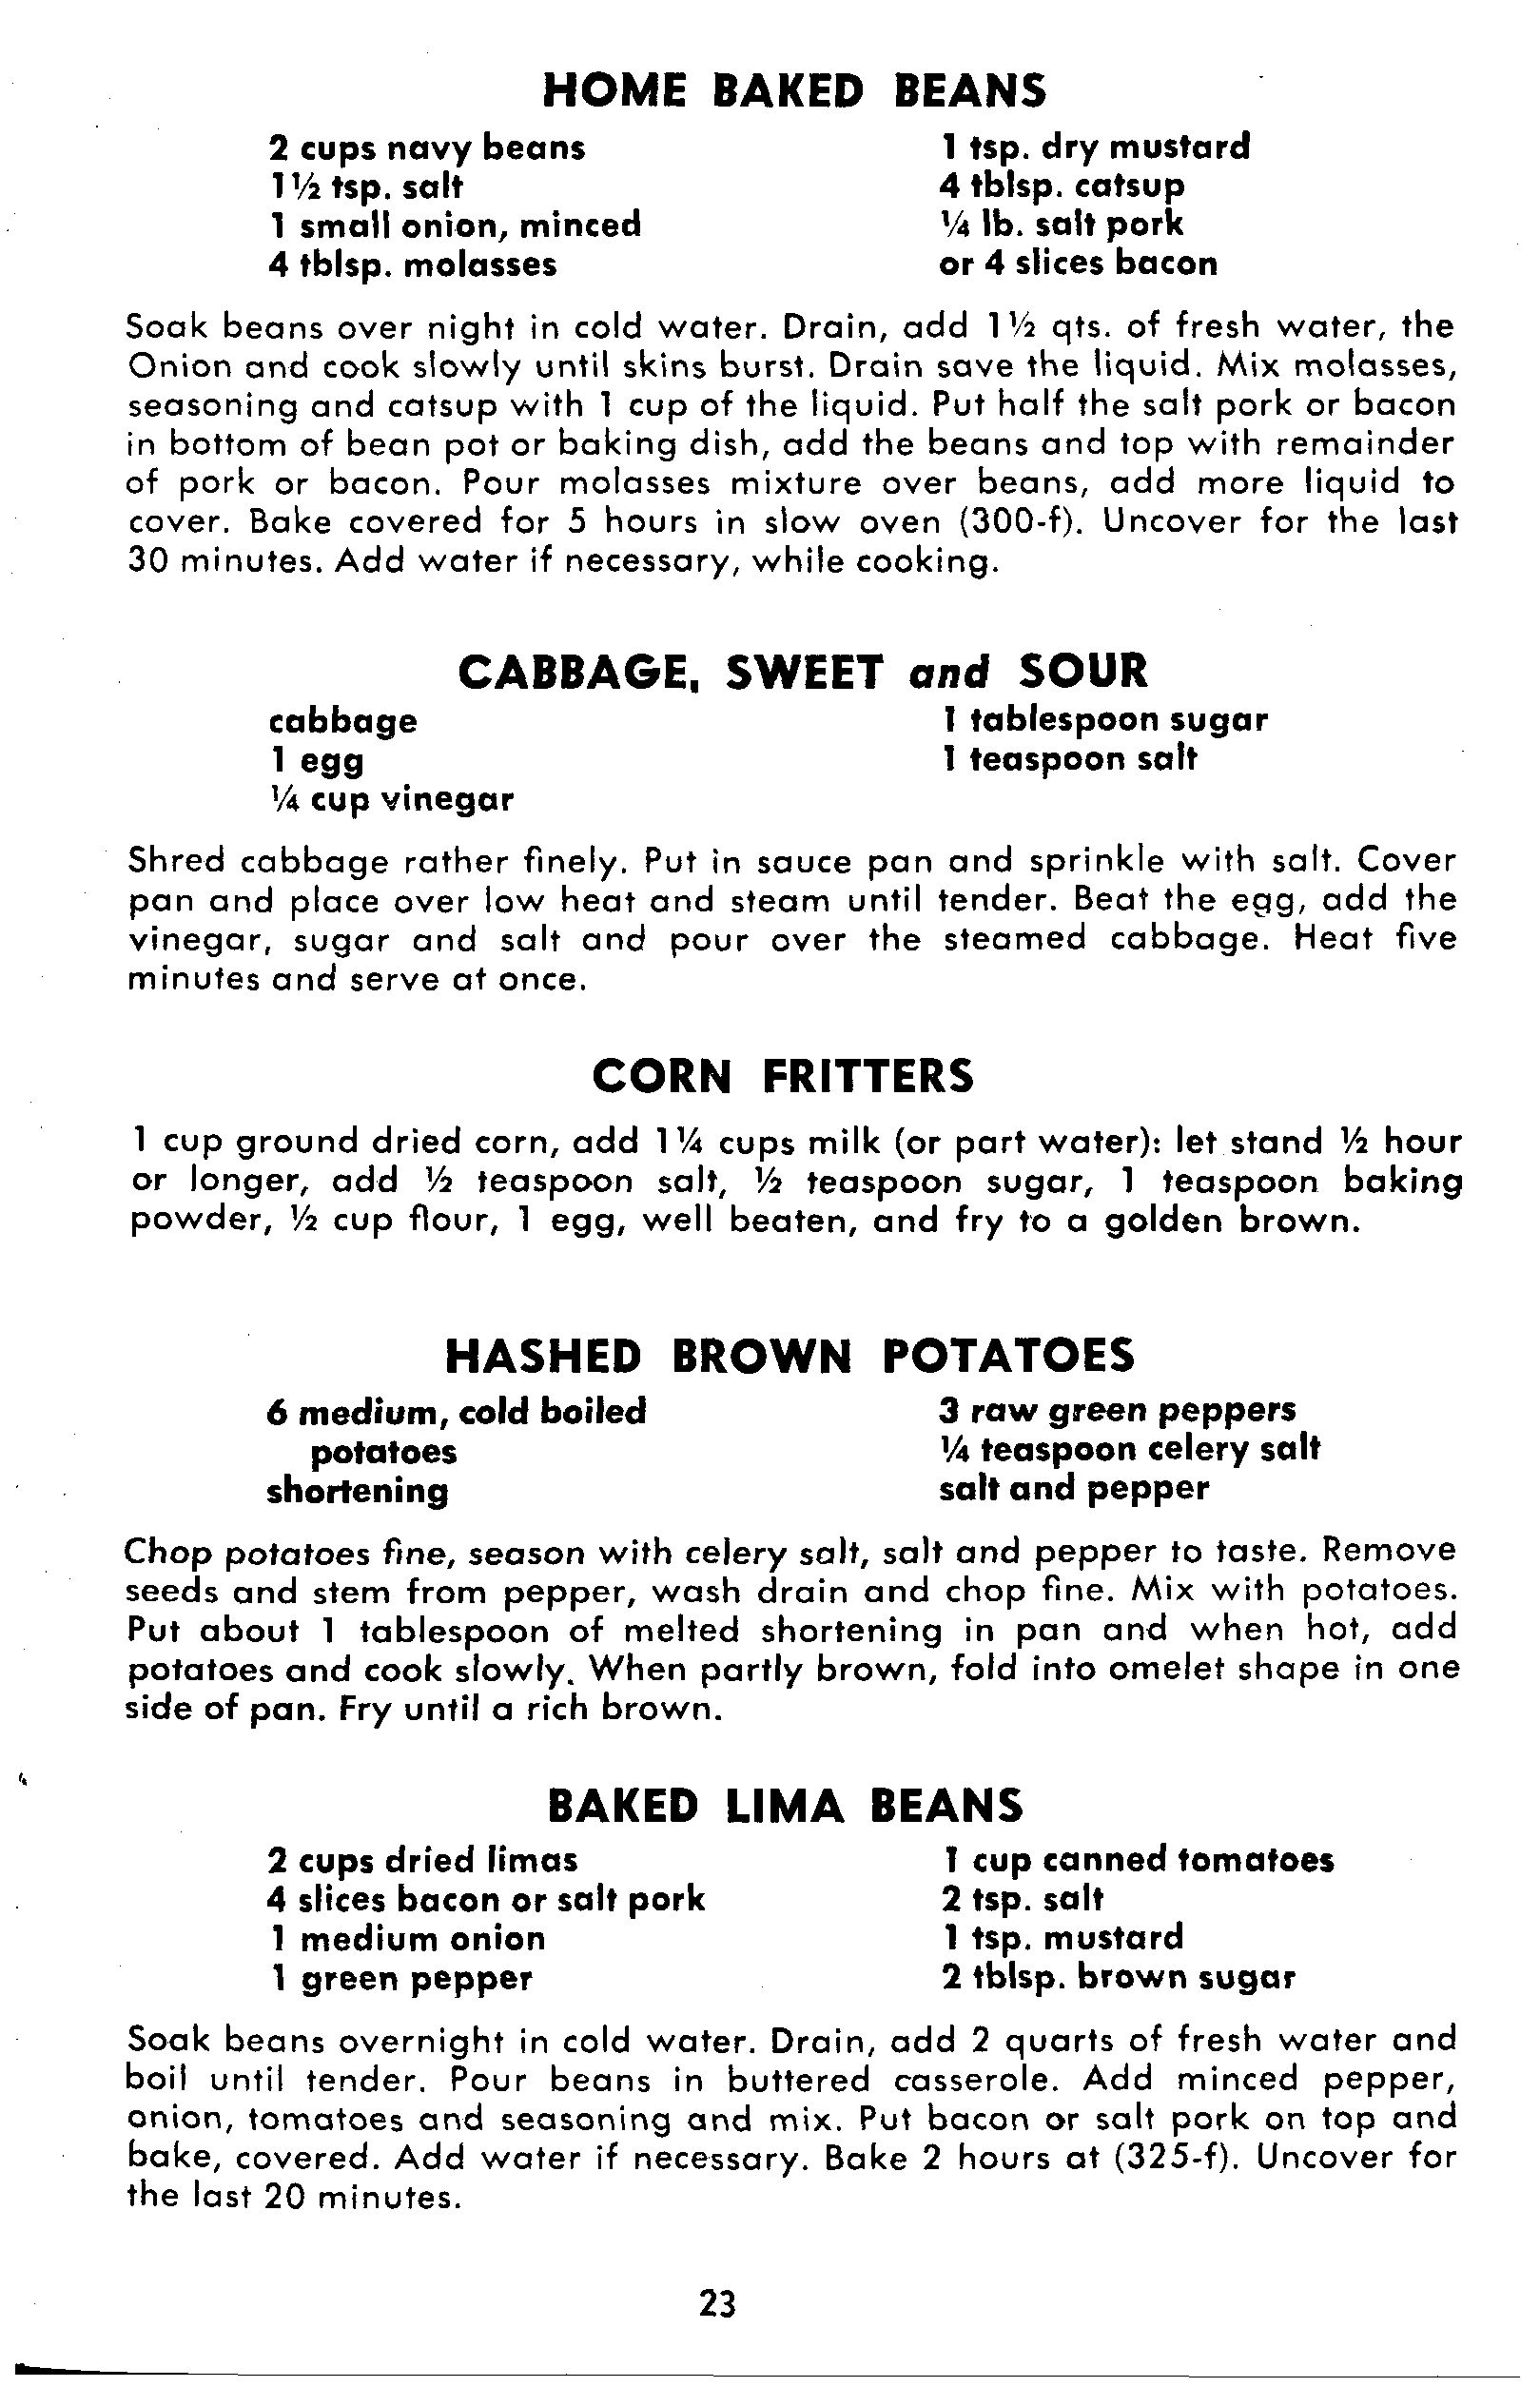 HOME BAKED BEANS
2 cups navy beans
1½ tsp. salt
1 small onion, minced
4 tblsp. molasses
1 tsp. dry mustard
4 tblsp. catsup
¼ lb. salt pork
or 4 slices bacon
Soak beans over night in cold water. Drain, add 1½ qts. of fresh water, the
Onion and cook slowly until skins burst. Drain save the liquid. Mix molasses,
seasoning and catsup with 1 cup of the liquid. Put half the salt pork or bacon
in bottom of bean pot or baking dish, add the beans and top with remainder
of pork or bacon. Pour molasses mixture over beans, add more liquid to
cover. Bake covered for 5 hours in slow oven (300-f). Uncover for the last
30 minutes. Add water if necessary, while cooking.
CABBAGE, SWEET and SOUR
cabbage
1 egg
¼ cup vinegar
1 tablespoon sugar
1 teaspoon salt
Shred cabbage rather finely. Put in sauce pan and sprinkle with salt. Cover
pan and place over low heat and steam until tender. Beat the egg, add the
vinegar, sugar and salt and pour over the steamed cabbage. Heat five
minutes and serve at once.
CORN FRITTERS
1 cup ground dried corn, add 1¼ cups milk (or part water): let stand ½ hour
or longer, add ½ teaspoon salt, ½ teaspoon sugar, 1 teaspoon baking
powder, ½ cup flour, 1 egg, well beaten, and fry to a golden brown.
HASHED BROWN POTATOES
6 medium, cold boiled
potatoes
shortening
3 raw green peppers
¼ teaspoon celery salt
salt and pepper
Chop potatoes fine, season with celery salt, salt and pepper to taste. Remove
seeds and stem from pepper, wash drain and chop fine. Mix with potatoes.
Put about 1 tablespoon of melted shortening in pan and when hot, add
potatoes and cook slowly. When partly brown, fold into omelet shape in one
side of pan. Fry until a rich brown.
BAKED LIMA BEANS
2 cups dried limas
4 slices bacon or salt pork
1 medium onion
1 green pepper
1 cup canned tomatoes
2 tsp. salt
1 tsp. mustard
2 tblsp. brown sugar
Soak beans overnight in cold water. Drain, add 2 quarts of fresh water and
boil until tender. Pour beans in buttered casserole. Add minced pepper,
onion, tomatoes and seasoning and mix. Put bacon or salt pork on top and
bake, covered. Add water if necessary. Bake 2 hours at (325-f). Uncover for
the last 20 minutes.
23